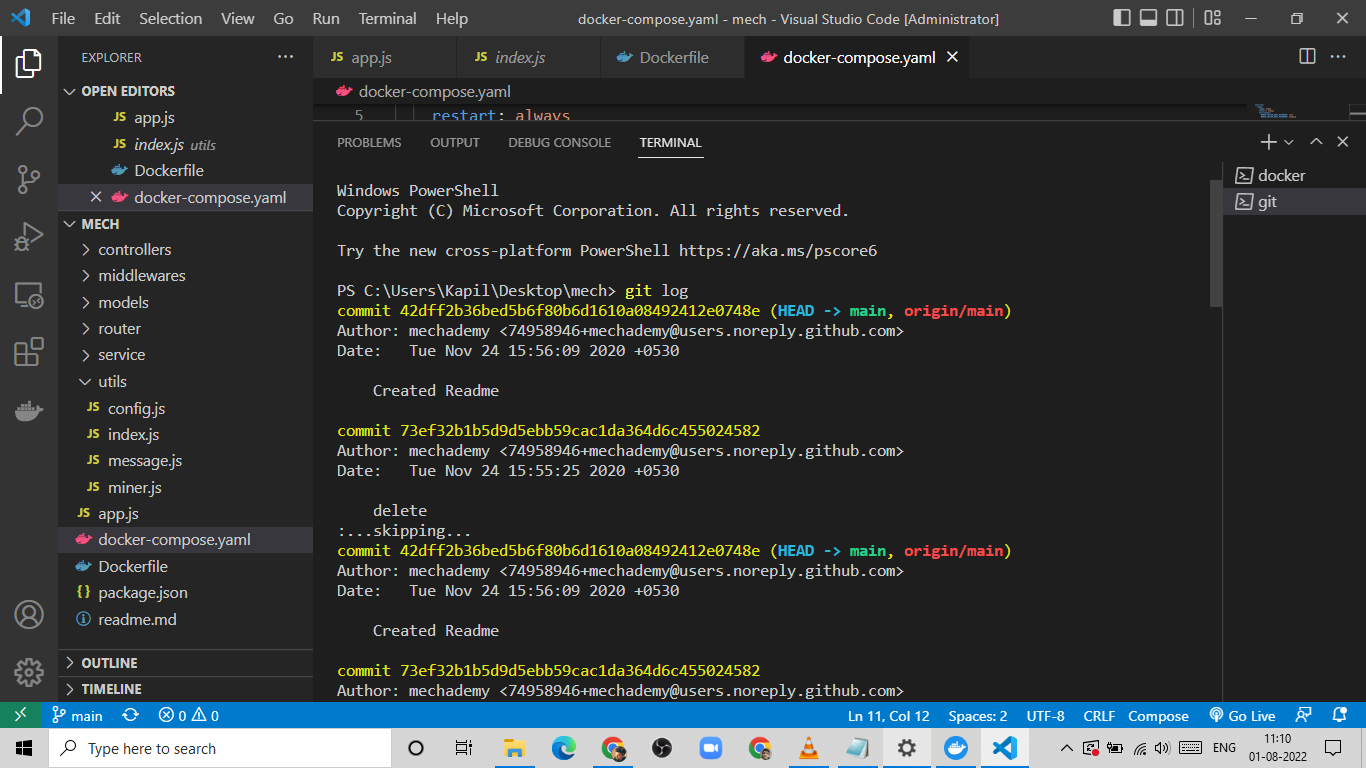 File Edit Selection View Go Run Terminal Help docker-compose.yaml - mech - Visual Studio Code [Administrator]
EXPLORER
OPEN EDITORS
JS app.js
JS index.js utils
Dockerfile
docker-compose.yaml
MECH
controllers
middlewares
models
router
service
utils
JS config.js
JS index.js
JS message.js
JS miner.js
JS app.js
docker-compose.yaml
Dockerfile
{} package.json
readme.md
OUTLINE
TIMELINE
JS app.js JS index.js Dockerfile docker-compose.yaml
docker-compose.yaml
5 restart: always
PROBLEMS OUTPUT DEBUG CONSOLE TERMINAL
docker
git
Windows PowerShell
Copyright (C) Microsoft Corporation. All rights reserved.
Try the new cross-platform PowerShell https://aka.ms/pscore6
PS C:\Users\Kapil\Desktop\mech> git log
commit 42dff2b36bed5b6f80b6d1610a08492412e0748e (HEAD -> main, origin/main)
Author: mechademy <74958946+mechademy@users.noreply.github.com>
Date:   Tue Nov 24 15:56:09 2020 +0530
Created Readme
commit 73ef32b1b5d9d5ebb59cac1da364d6c455024582
Author: mechademy <74958946+mechademy@users.noreply.github.com>
Date:   Tue Nov 24 15:55:25 2020 +0530
delete
:...skipping...
commit 42dff2b36bed5b6f80b6d1610a08492412e0748e (HEAD -> main, origin/main)
Author: mechademy <74958946+mechademy@users.noreply.github.com>
Date:   Tue Nov 24 15:56:09 2020 +0530
Created Readme
commit 73ef32b1b5d9d5ebb59cac1da364d6c455024582
Author: mechademy <74958946+mechademy@users.noreply.github.com>
main 0 0 Ln 11, Col 12 Spaces: 2 UTF-8 CRLF Compose Go Live
Type here to search
ENG
11:10
01-08-2022